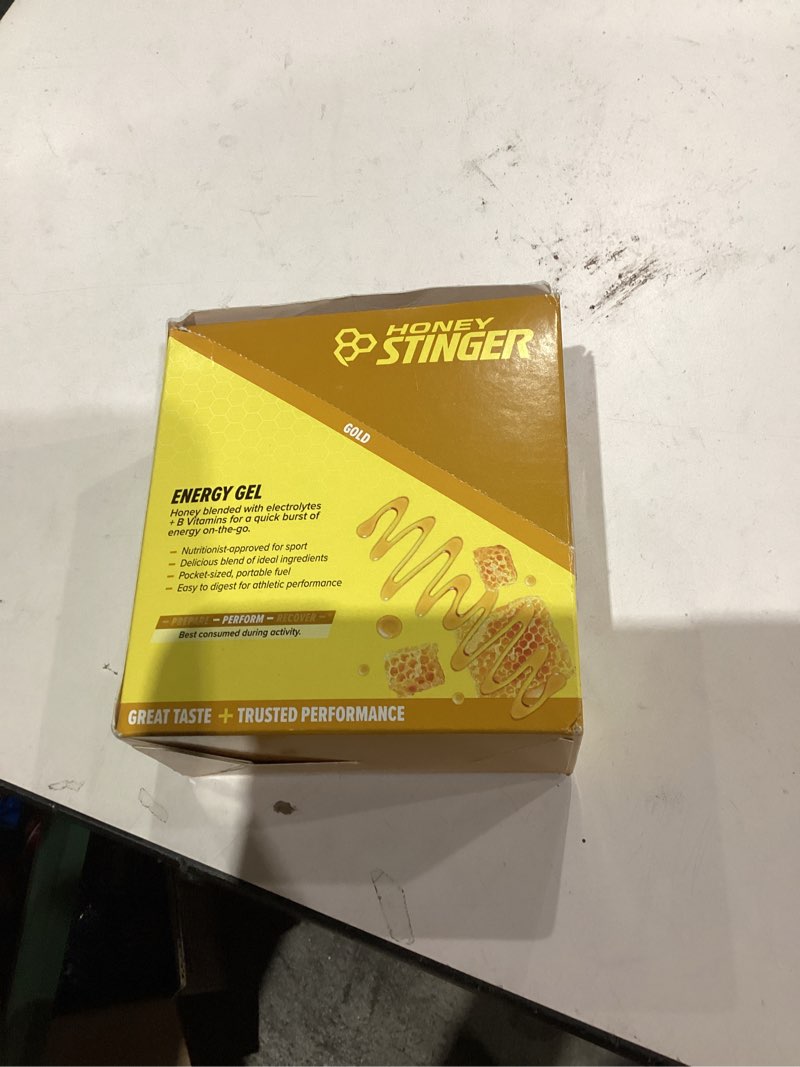 HONEY
STINGER
GOLD
ENERGY GEL
Honey blended with electrolytes
+ B Vitamins for a quick burst of
energy on-the-go.
– Nutritionist-approved for sport
– Delicious blend of ideal ingredients
– Pocket-sized, portable fuel
– Easy to digest for athletic performance
– PREPARE – PERFORM – RECOVER –
Best consumed during activity.
GREAT TASTE + TRUSTED PERFORMANCE